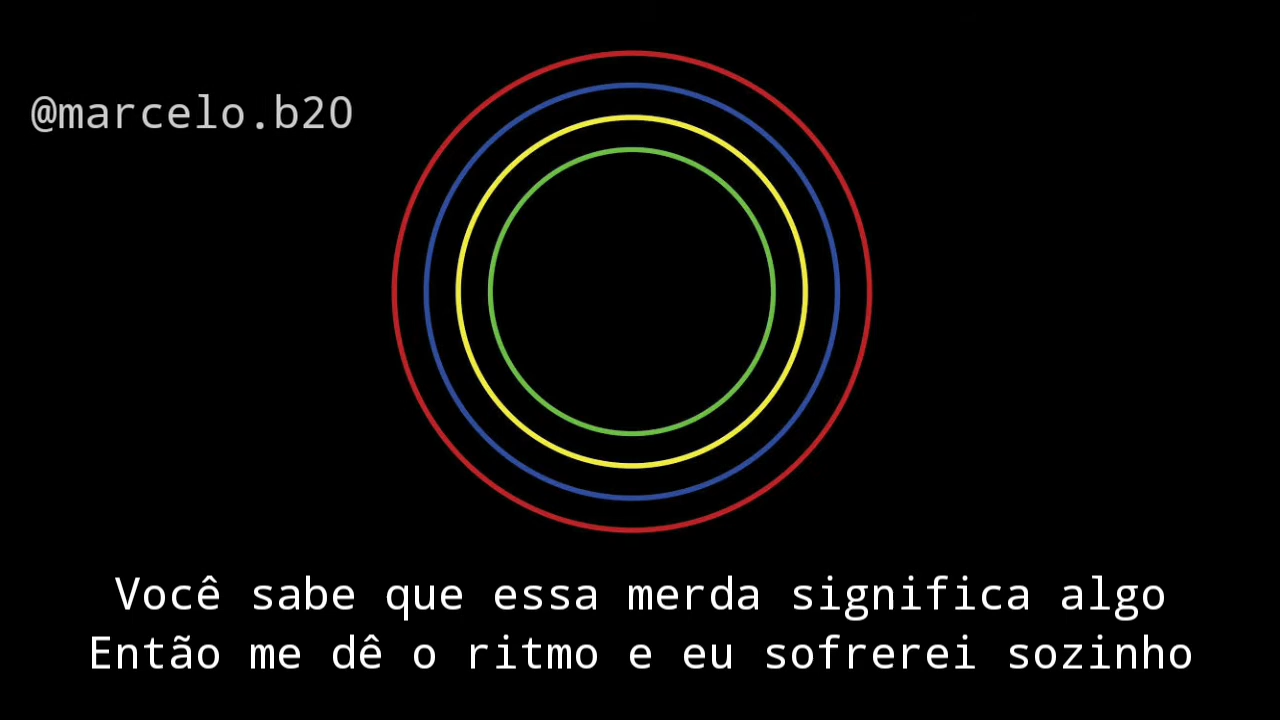 @marcelo.b20
Você sabe que essa merda significa algo
Então me dê o ritmo e eu sofrerei sozinho